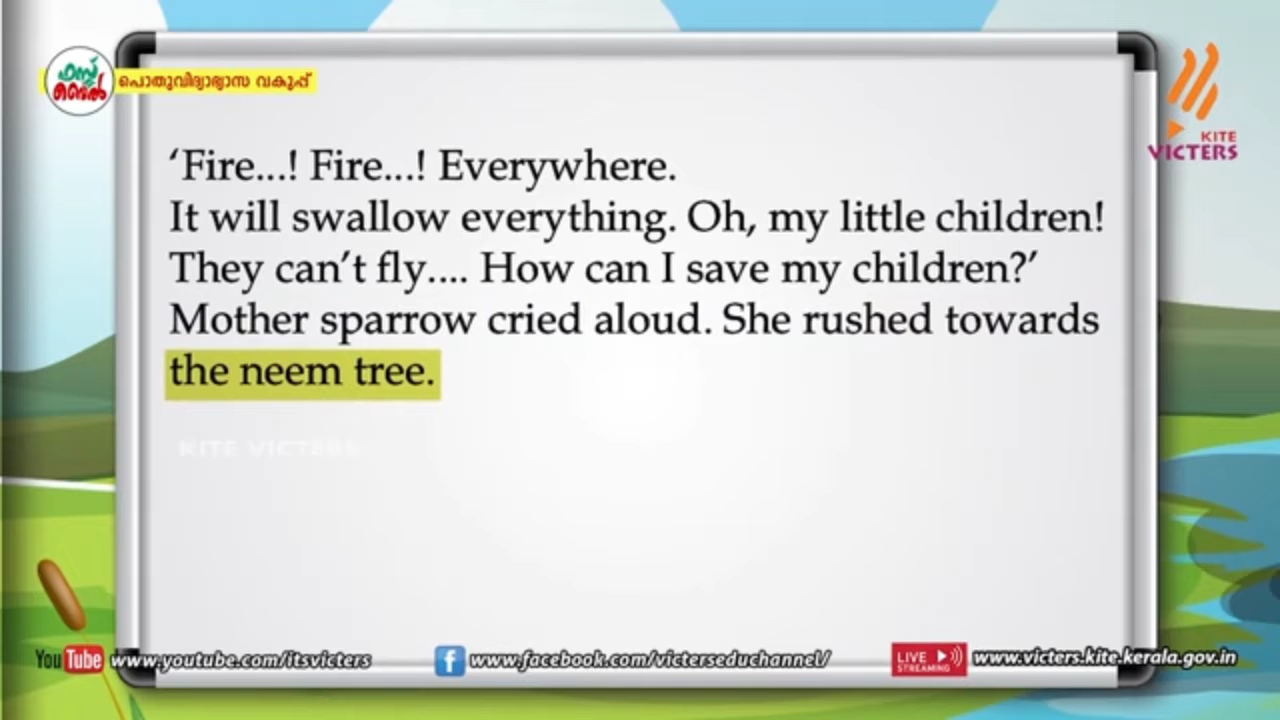 ഫസ്റ്റ് ബെൽ
പൊതുവിദ്യാഭ്യാസ വകുപ്പ്
KITE
VICTERS
‘Fire...! Fire...! Everywhere.
It will swallow everything. Oh, my little children!
They can’t fly.... How can I save my children?’
Mother sparrow cried aloud. She rushed towards
the neem tree.
KITE VICTERS
YouTube www.youtube.com/itsvicters
f www.facebook.com/victerseduchannel/
LIVE STREAMING www.victers.kite.kerala.gov.in